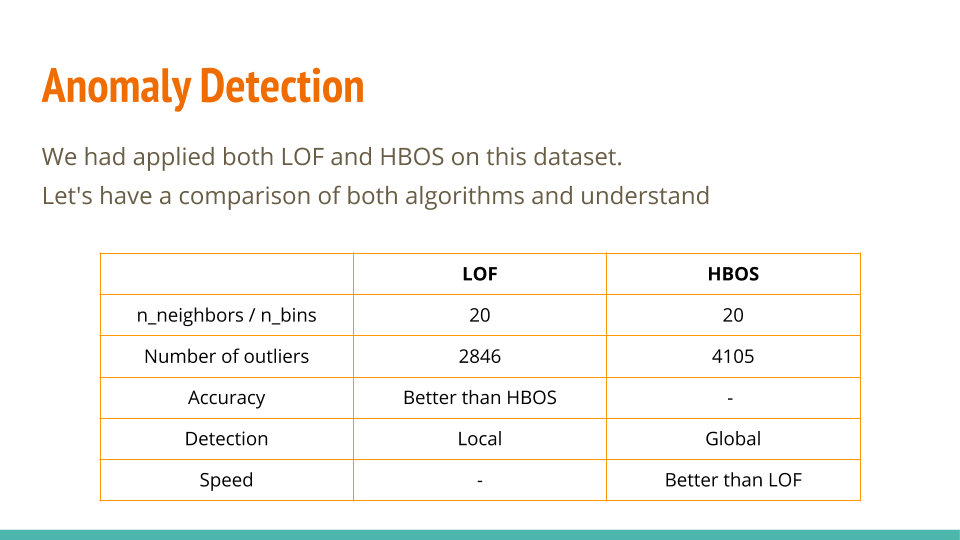 Anomaly Detection
We had applied both LOF and HBOS on this dataset.
Let's have a comparison of both algorithms and understand
LOF HBOS
n_neighbors / n_bins 20 20
Number of outliers 2846 4105
Accuracy Better than HBOS -
Detection Local Global
Speed - Better than LOF